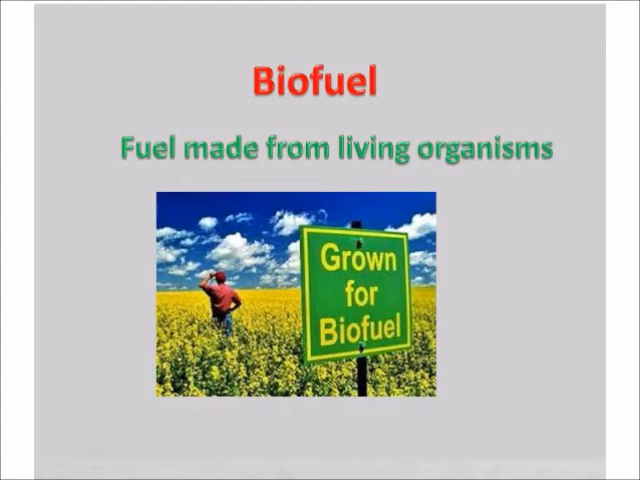 Biofuel
Fuel made from living organisms
Grown
for
Biofuel